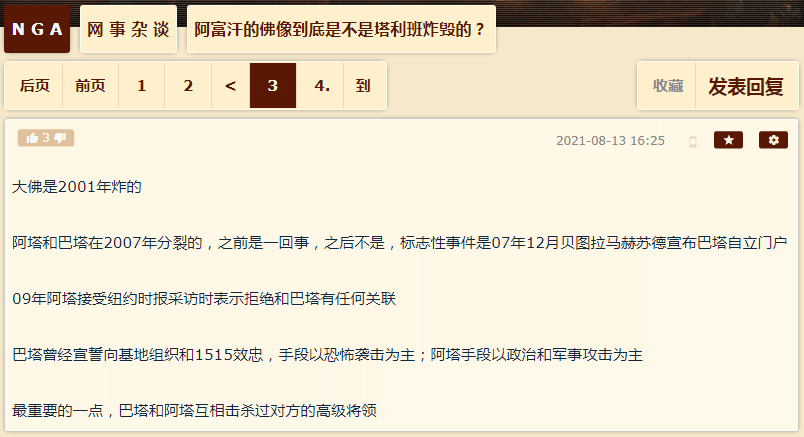 NGA 网事杂谈 阿富汗的佛像到底是不是塔利班炸毁的？
后页 前页 1 2 < 3 4. 到 收藏 发表回复
3 2021-08-13 16:25
大佛是2001年炸的
阿塔和巴塔在2007年分裂的，之前是一回事，之后不是，标志性事件是07年12月贝图拉马赫苏德宣布巴塔自立门户
09年阿塔接受纽约时报采访时表示拒绝和巴塔有任何关联
巴塔曾经宣誓向基地组织和1515效忠，手段以恐怖袭击为主；阿塔手段以政治和军事攻击为主
最重要的一点，巴塔和阿塔互相击杀过对方的高级将领